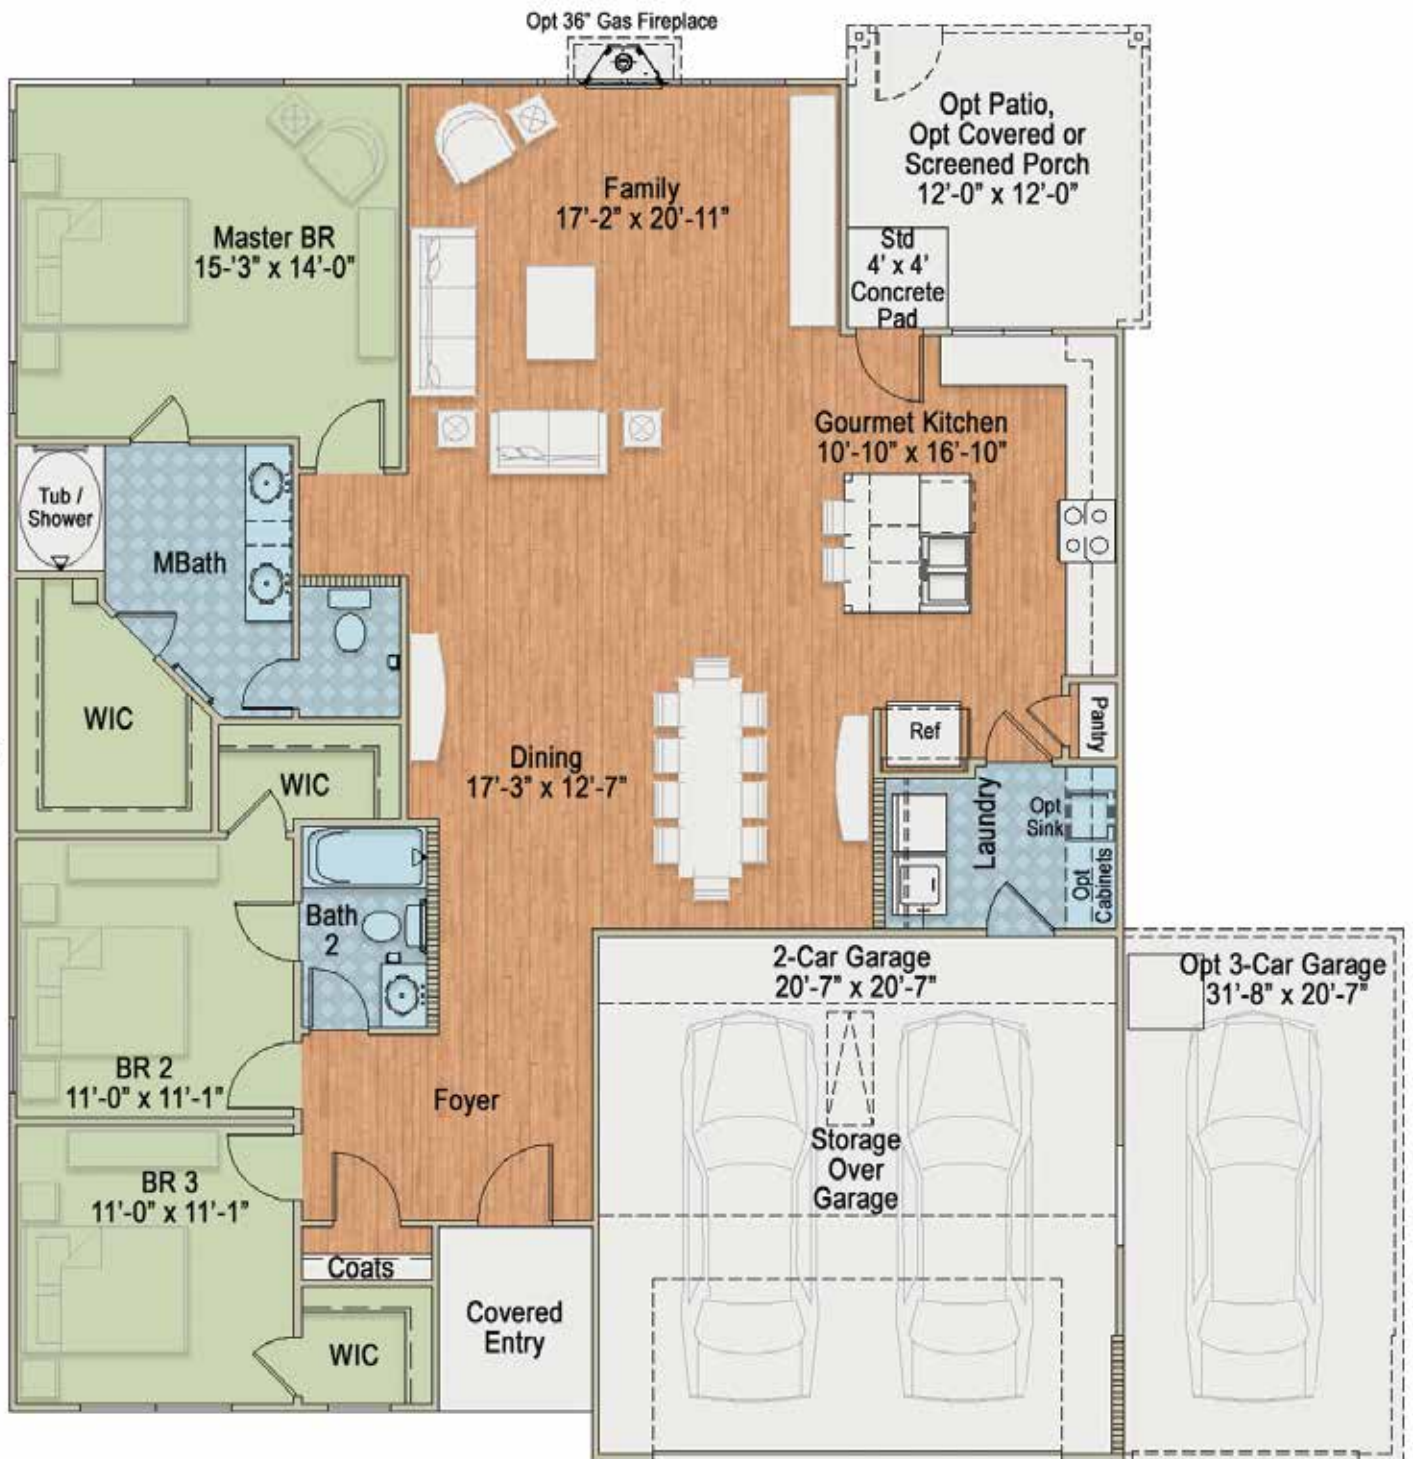 Opt 36" Gas Fireplace
Opt Patio,
Opt Covered or
Screened Porch
12'-0" x 12'-0"
Family
17'-2" x 20'-11"
Master BR
15-'3" x 14'-0"
Std
4' x 4'
Concrete
Pad
Gourmet Kitchen
10'-10" x 16'-10"
Tub /
Shower
MBath
WIC
Pantry
Ref
Dining
17'-3" x 12'-7"
WIC
Laundry
Opt
Sink
Opt
Cabinets
Bath
2
2-Car Garage
20'-7" x 20'-7"
Opt 3-Car Garage
31'-8" x 20'-7"
BR 2
11'-0" x 11'-1"
Foyer
Storage
Over
Garage
BR 3
11'-0" x 11'-1"
Coats
Covered
Entry
WIC